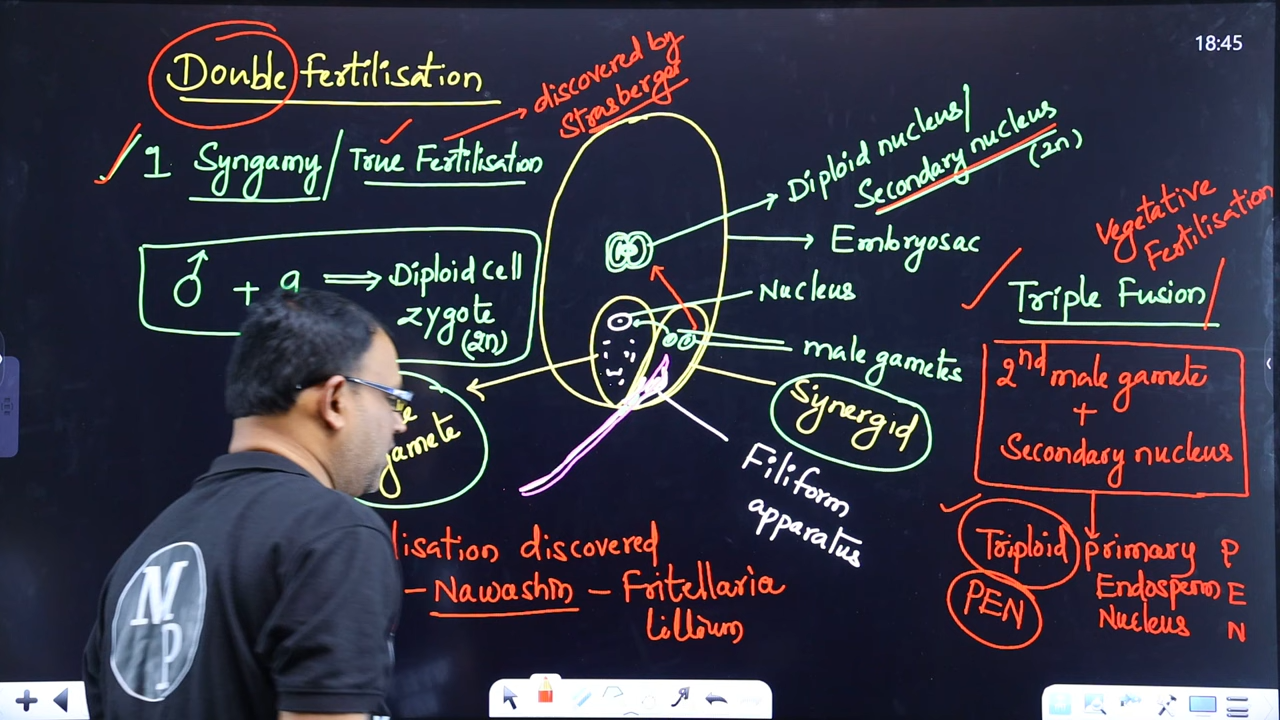 18:45
Double Fertilisation
discovered by
Strasberger
1 Syngamy / True Fertilisation
♂ + ♀ ⟹ Diploid cell
zygote
(2n)
gamete
Diploid nucleus/
Secondary nucleus
(2n)
Embryosac
Nucleus
male gametes
Synergid
Filiform
apparatus
Vegetative
Fertilisation
Triple Fusion /
2nd male gamete
+
Secondary nucleus
Triploid Primary P
Endosperm E
Nucleus N
PEN
lisation discovered
– Nawashin – Fritellaria
Lillium
NP